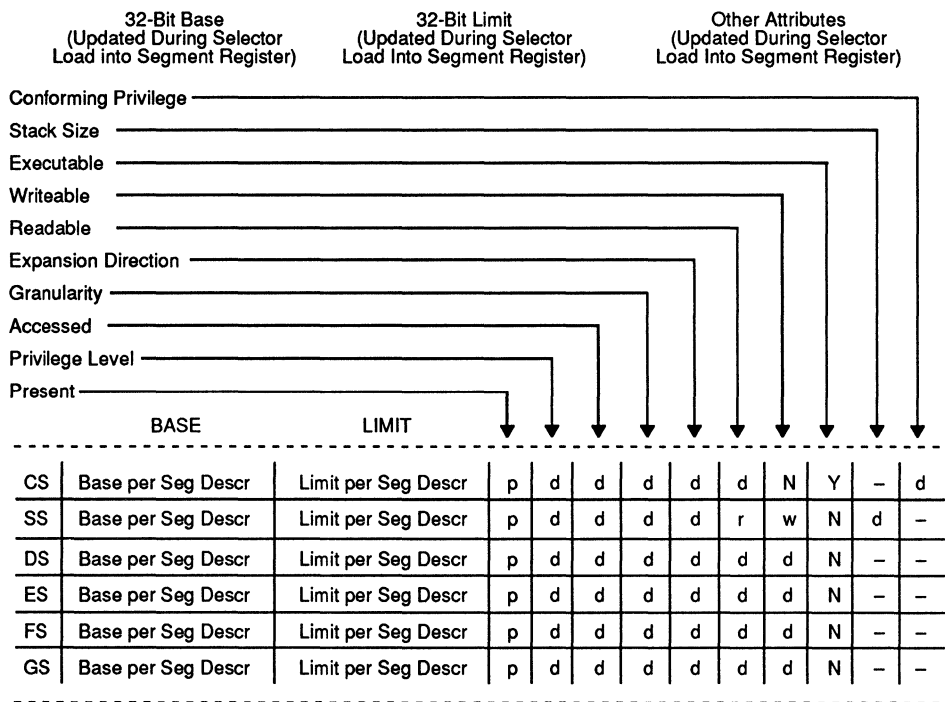 32-Bit Base
(Updated During Selector
Load into Segment Register)
32-Bit Limit
(Updated During Selector
Load Into Segment Register)
Other Attributes
(Updated During Selector
Load Into Segment Register)
Conforming Privilege
Stack Size
Executable
Writeable
Readable
Expansion Direction
Granularity
Accessed
Privilege Level
Present
BASE LIMIT
CS Base per Seg Descr Limit per Seg Descr p d d d d d N Y – d
SS Base per Seg Descr Limit per Seg Descr p d d d d r w N d –
DS Base per Seg Descr Limit per Seg Descr p d d d d d d N – –
ES Base per Seg Descr Limit per Seg Descr p d d d d d d N – –
FS Base per Seg Descr Limit per Seg Descr p d d d d d d N – –
GS Base per Seg Descr Limit per Seg Descr p d d d d d d N – –